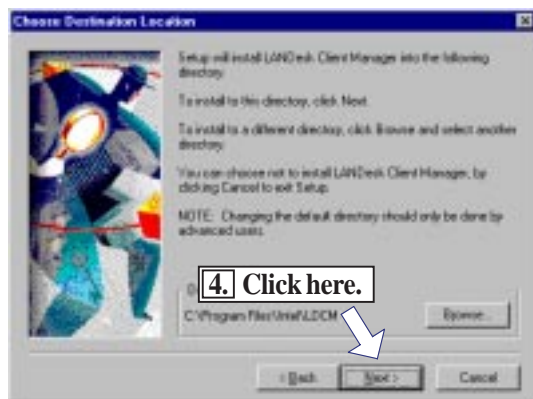 Choose Destination Location
Setup will install LANDesk Client Manager into the following
directory.
To install to this directory, click Next.
To install to a different directory, click Browse and select another
directory.
You can choose not to install LANDesk Client Manager, by
clicking Cancel to exit Setup.
NOTE: Changing the default directory should only be done by
advanced users.
4. Click here.
C:\Program Files\Intel\LDCM
Browse...
< Back
Next >
Cancel